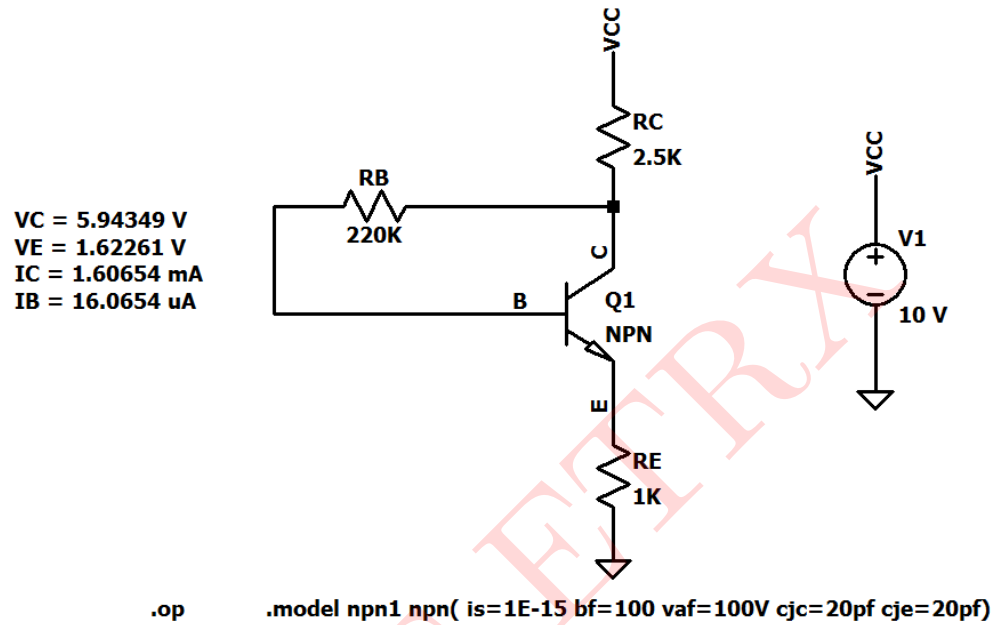 VCC
RC
2.5K
VCC
RB
220K
VC = 5.94349 V
VE = 1.62261 V
IC = 1.60654 mA
IB = 16.0654 uA
C
V1
10 V
B
Q1
NPN
E
RE
1K
ETRX
.op .model npn1 npn( is=1E-15 bf=100 vaf=100V cjc=20pf cje=20pf)